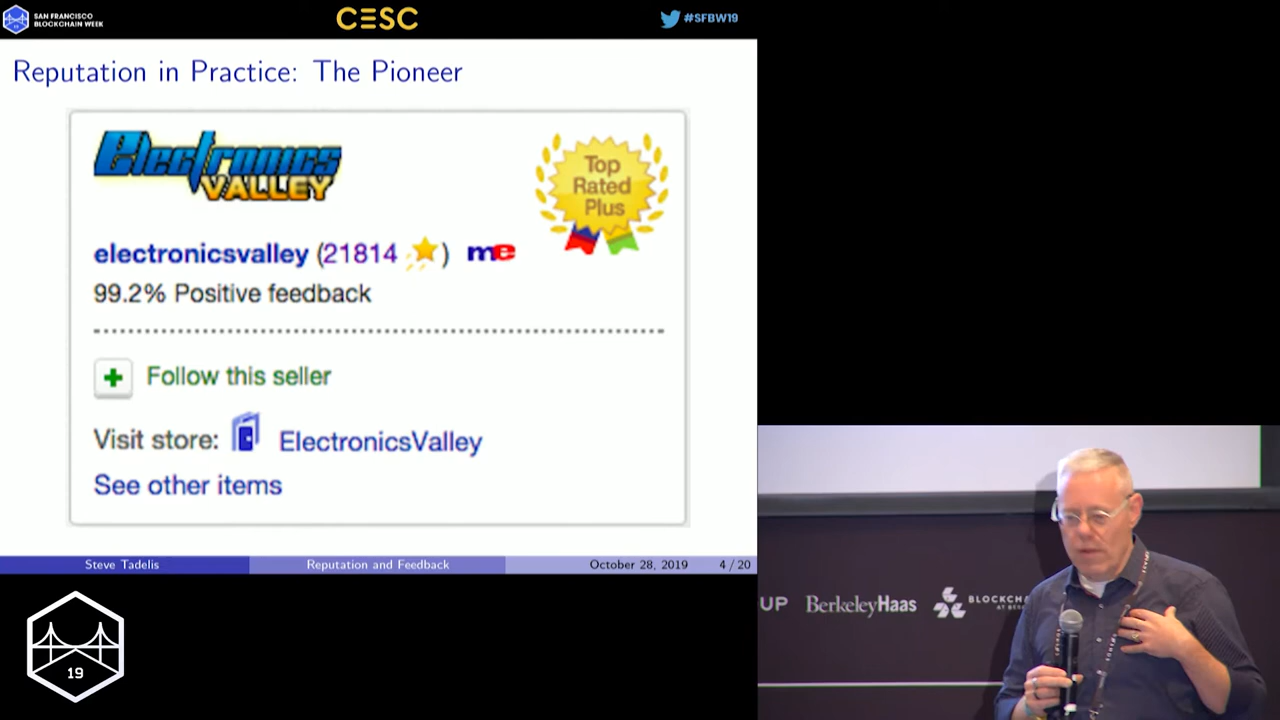 SAN FRANCISCO
BLOCKCHAIN WEEK
CESC
#SFBW19
Reputation in Practice: The Pioneer
Electronics
VALLEY
Top
Rated
Plus
electronicsvalley (21814 ) me
99.2% Positive feedback
Follow this seller
Visit store: ElectronicsValley
See other items
Steve Tadelis Reputation and Feedback October 28, 2019 4 / 20
UP BerkeleyHaas BLOCKCHA
19